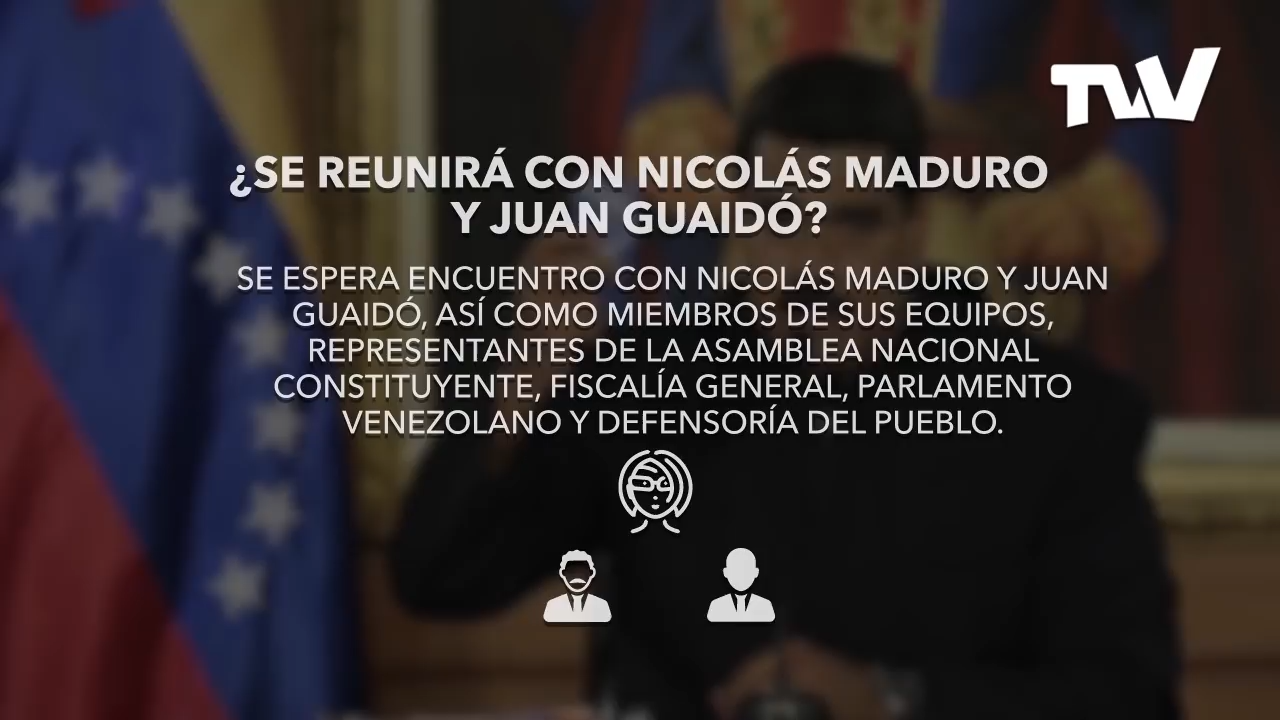 TVV
¿SE REUNIRÁ CON NICOLÁS MADURO
Y JUAN GUAIDÓ?
SE ESPERA ENCUENTRO CON NICOLÁS MADURO Y JUAN
GUAIDÓ, ASÍ COMO MIEMBROS DE SUS EQUIPOS,
REPRESENTANTES DE LA ASAMBLEA NACIONAL
CONSTITUYENTE, FISCALÍA GENERAL, PARLAMENTO
VENEZOLANO Y DEFENSORÍA DEL PUEBLO.